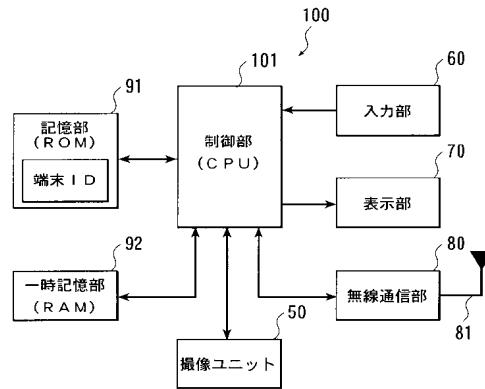 100
101
91
記憶部
(ROM)
端末ID
制御部
(CPU)
60
入力部
70
表示部
92
一時記憶部
(RAM)
80
無線通信部
81
50
撮像ユニット